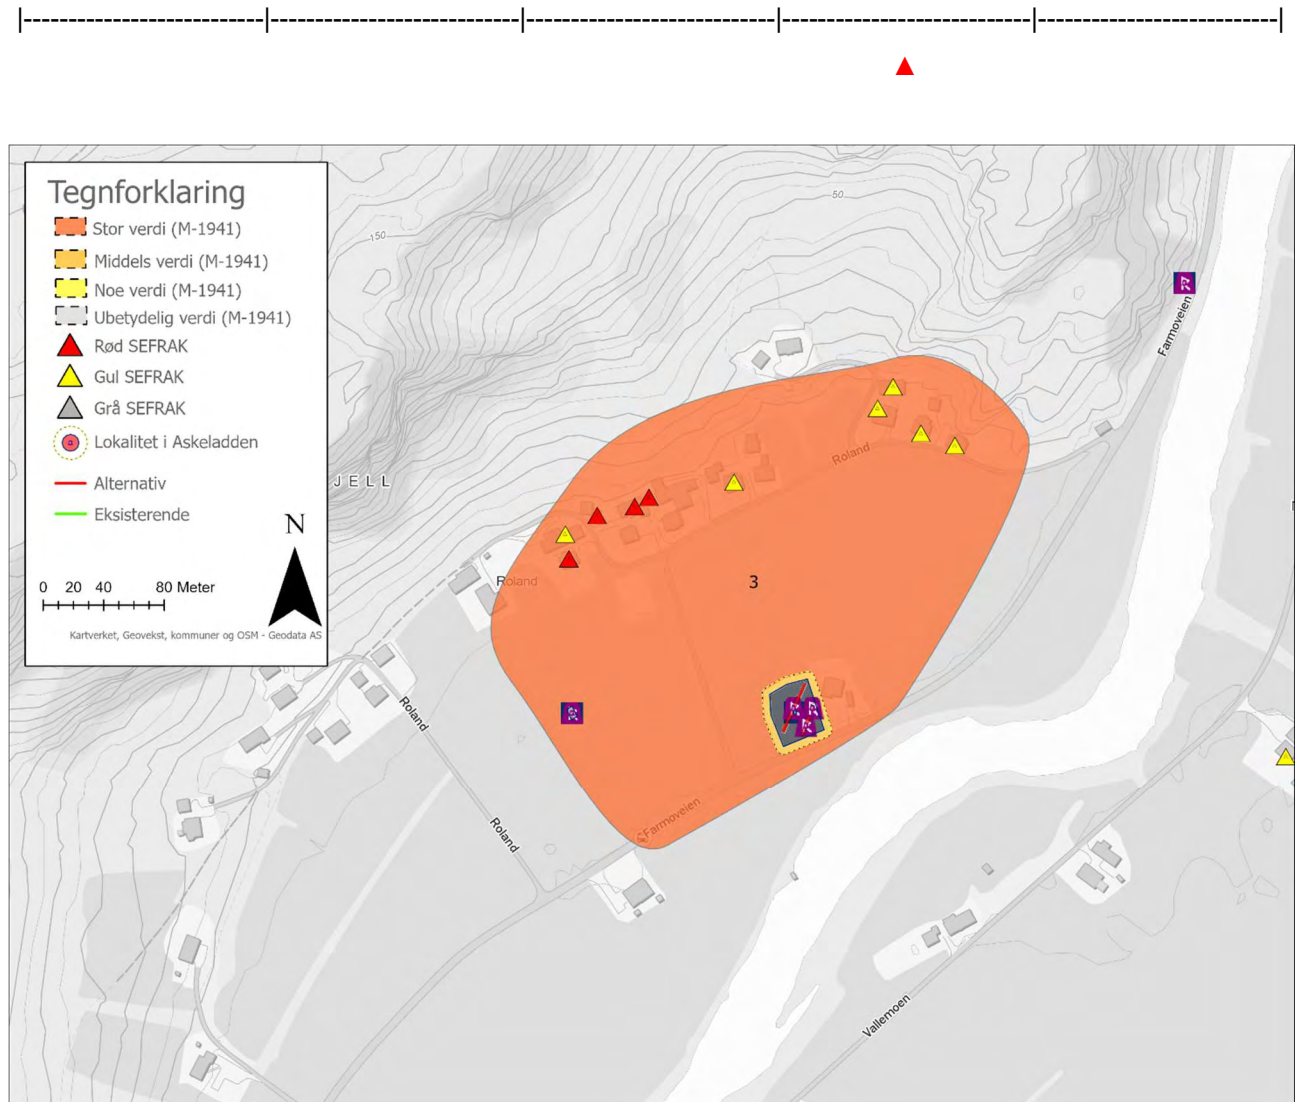 |--------------------------|--------------------------|--------------------------|--------------------------|--------------------------|
Tegnforklaring
Stor verdi (M-1941)
Middels verdi (M-1941)
Noe verdi (M-1941)
Ubetydelig verdi (M-1941)
Rød SEFRAK
Gul SEFRAK
Grå SEFRAK
Lokalitet i Askeladden
Alternativ
Eksisterende
N
0 20 40 80 Meter
Kartverket, Geovekst, kommuner og OSM - Geodata AS
50
150
Farmoveien
JELL
Roland
Roland
3
Roland
Farmoveien
Roland
Vallemoen